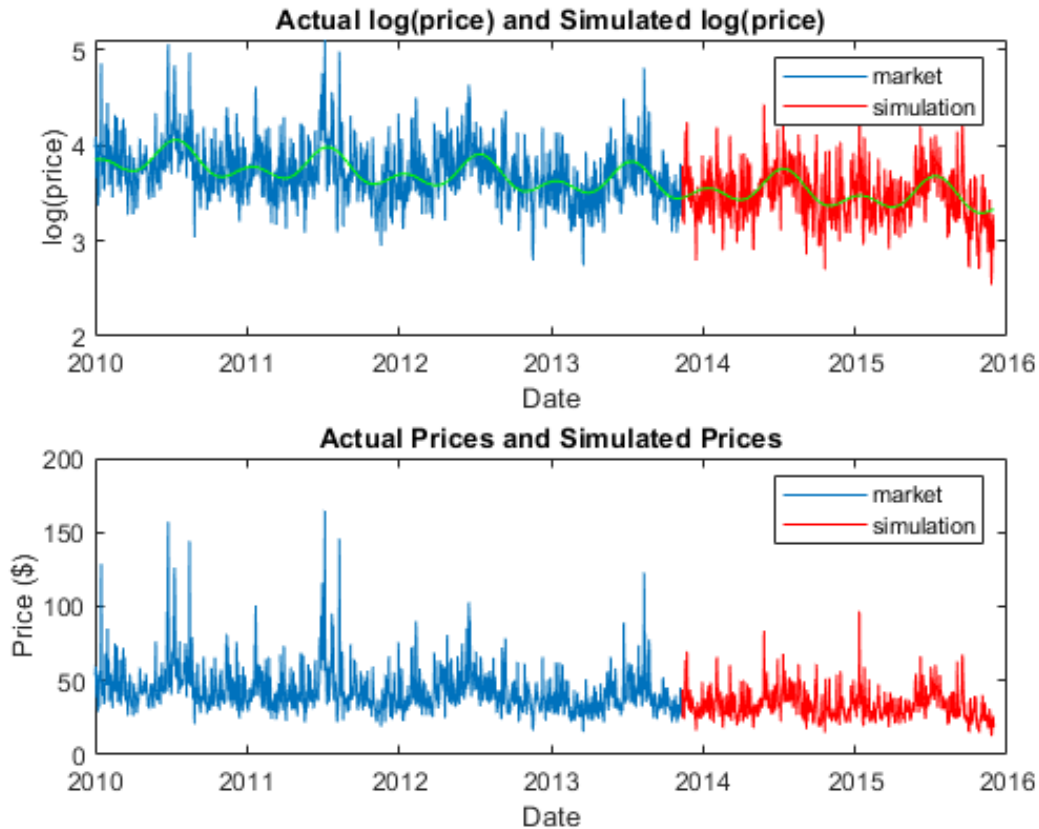 Actual log(price) and Simulated log(price)
log(price)
5
4
3
2
market
simulation
2010 2011 2012 2013 2014 2015 2016
Date
Actual Prices and Simulated Prices
Price ($)
200
150
100
50
0
market
simulation
2010 2011 2012 2013 2014 2015 2016
Date